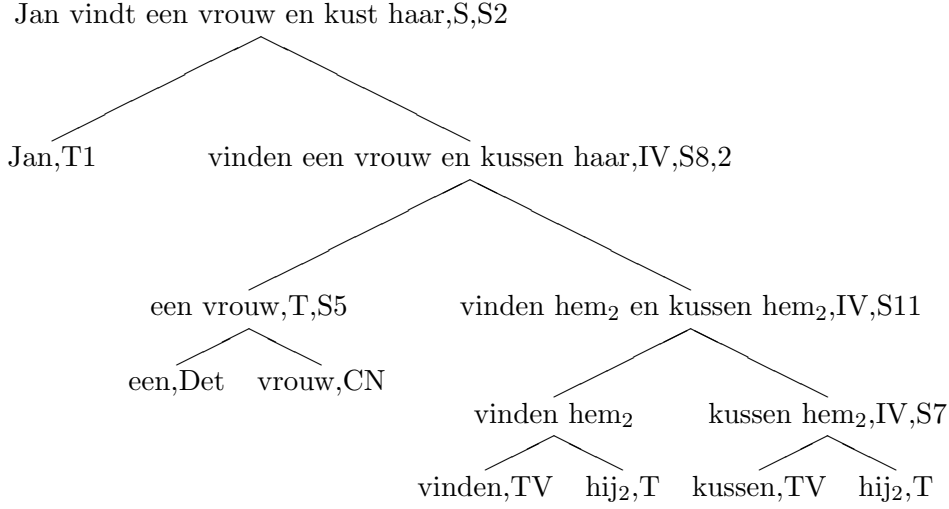 Jan vindt een vrouw en kust haar,S,S2
Jan,T1 vinden een vrouw en kussen haar,IV,S8,2
een vrouw,T,S5 vinden hem₂ en kussen hem₂,IV,S11
een,Det vrouw,CN
vinden hem₂ kussen hem₂,IV,S7
vinden,TV hij₂,T kussen,TV hij₂,T